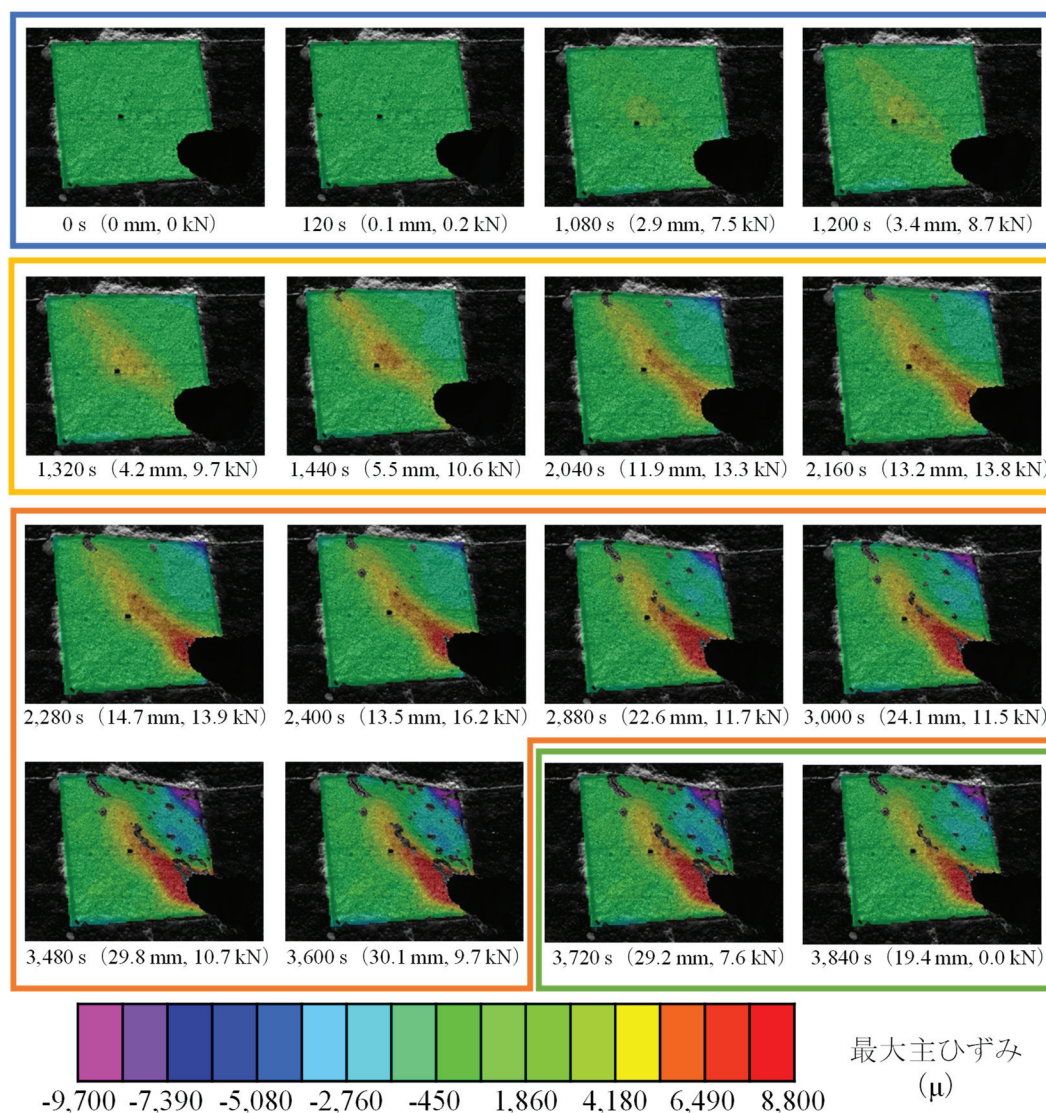 0 s （0 mm, 0 kN）
120 s （0.1 mm, 0.2 kN）
1,080 s （2.9 mm, 7.5 kN）
1,200 s （3.4 mm, 8.7 kN）
1,320 s （4.2 mm, 9.7 kN）
1,440 s （5.5 mm, 10.6 kN）
2,040 s （11.9 mm, 13.3 kN）
2,160 s （13.2 mm, 13.8 kN）
2,280 s （14.7 mm, 13.9 kN）
2,400 s （13.5 mm, 16.2 kN）
2,880 s （22.6 mm, 11.7 kN）
3,000 s （24.1 mm, 11.5 kN）
3,480 s （29.8 mm, 10.7 kN）
3,600 s （30.1 mm, 9.7 kN）
3,720 s （29.2 mm, 7.6 kN）
3,840 s （19.4 mm, 0.0 kN）
-9,700 -7,390 -5,080 -2,760 -450 1,860 4,180 6,490 8,800
最大主ひずみ
（μ）